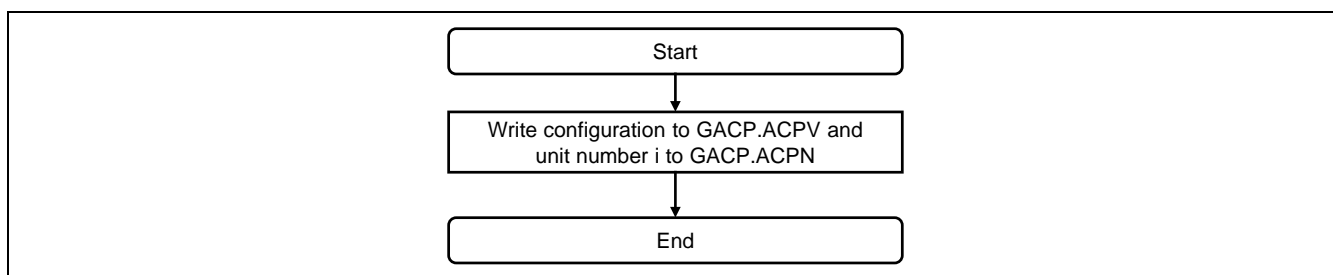 Start
Write configuration to GACP.ACPV and
unit number i to GACP.ACPN
End